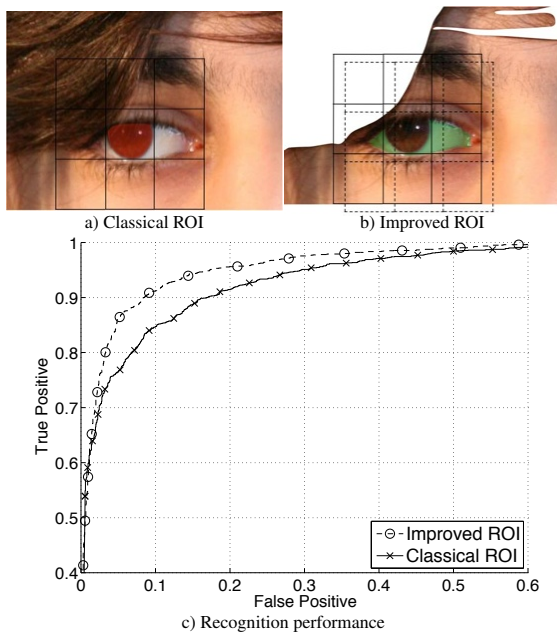 a) Classical ROI
b) Improved ROI
1
0.9
0.8
0.7
0.6
0.5
0.4
True Positive
0
0.1
0.2
0.3
0.4
0.5
0.6
False Positive
Improved ROI
Classical ROI
c) Recognition performance